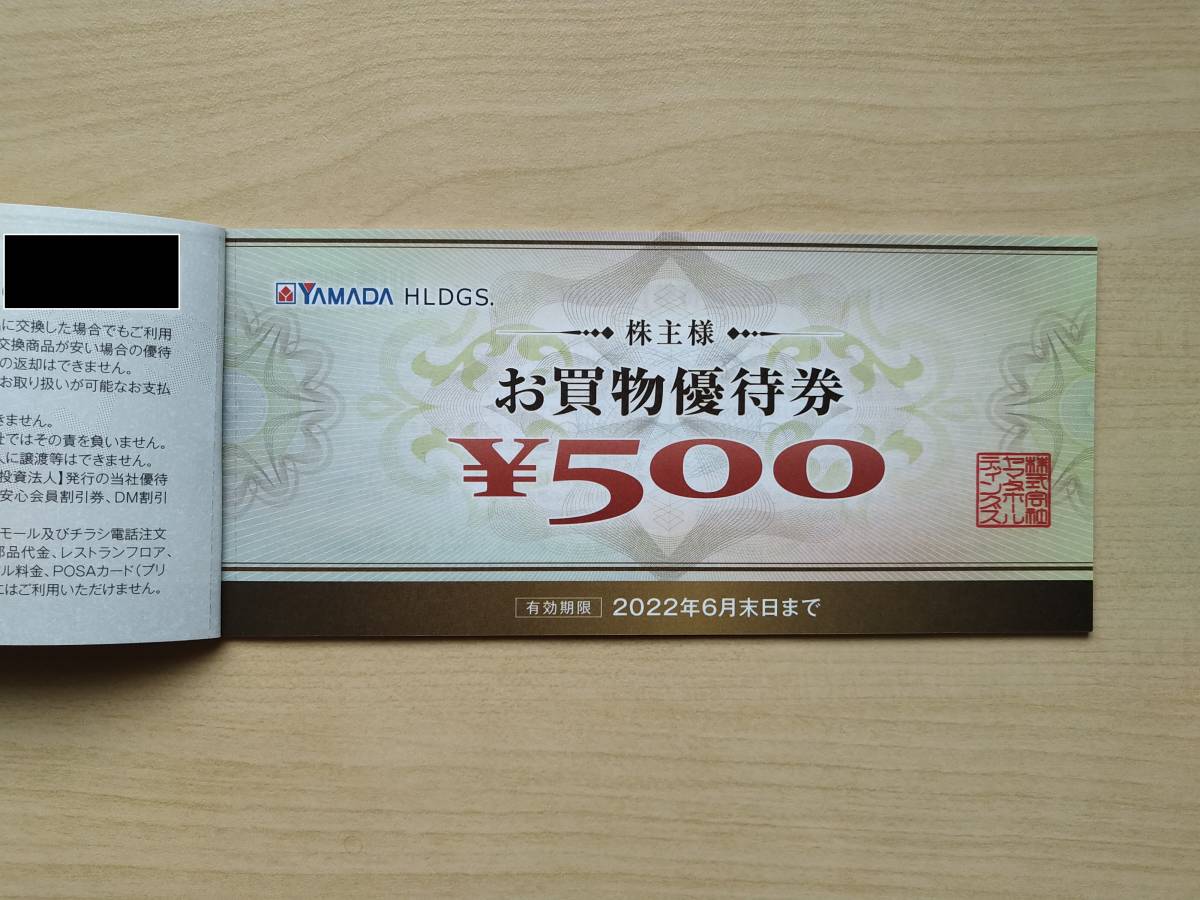 に交換した場合でもご利用
交換商品が安い場合の優待
の返却はできません。
お取り扱いが可能なお支払
きません。
社ではその責を負いません。
人に譲渡等はできません。
投資法人】発行の当社優待
安心会員割引券、DM割引
モール及びチラシ電話注文
部品代金、レストランフロア、
ル料金、POSAカード(プリ
にはご利用いただけません。
YAMADA HLDGS.
株主様
お買物優待券
¥500
株式会社
ヤマダホール
ディングス
有効期限 2022年6月末日まで